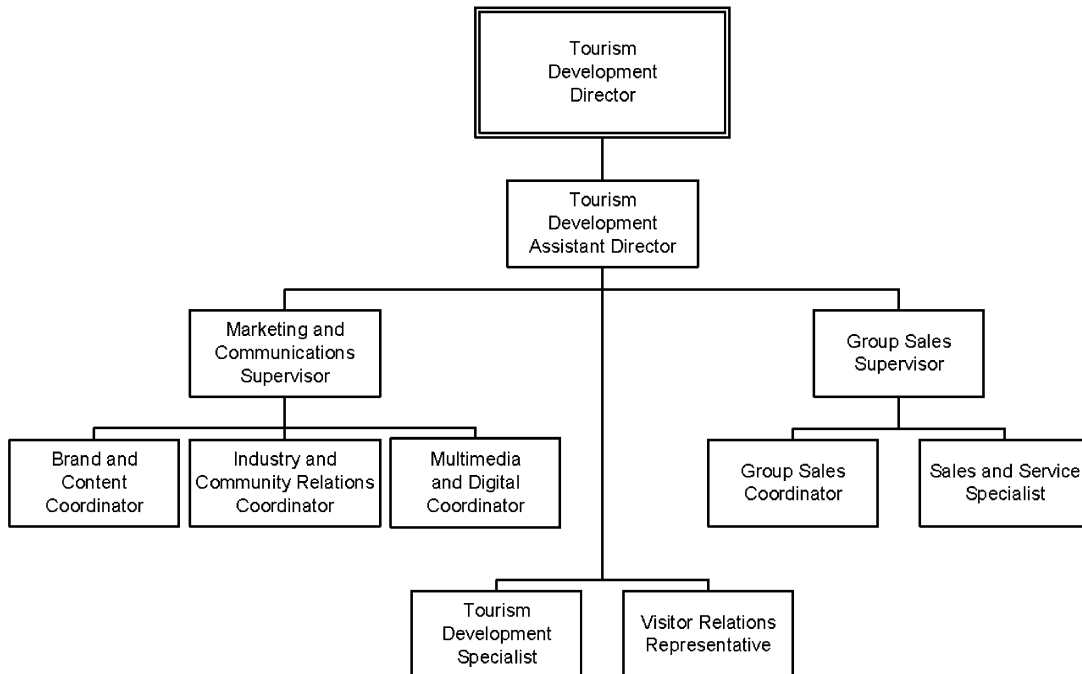 Tourism
Development
Director
Tourism
Development
Assistant Director
Marketing and
Communications
Supervisor
Group Sales
Supervisor
Brand and
Content
Coordinator
Industry and
Community Relations
Coordinator
Multimedia
and Digital
Coordinator
Group Sales
Coordinator
Sales and Service
Specialist
Tourism
Development
Specialist
Visitor Relations
Representative